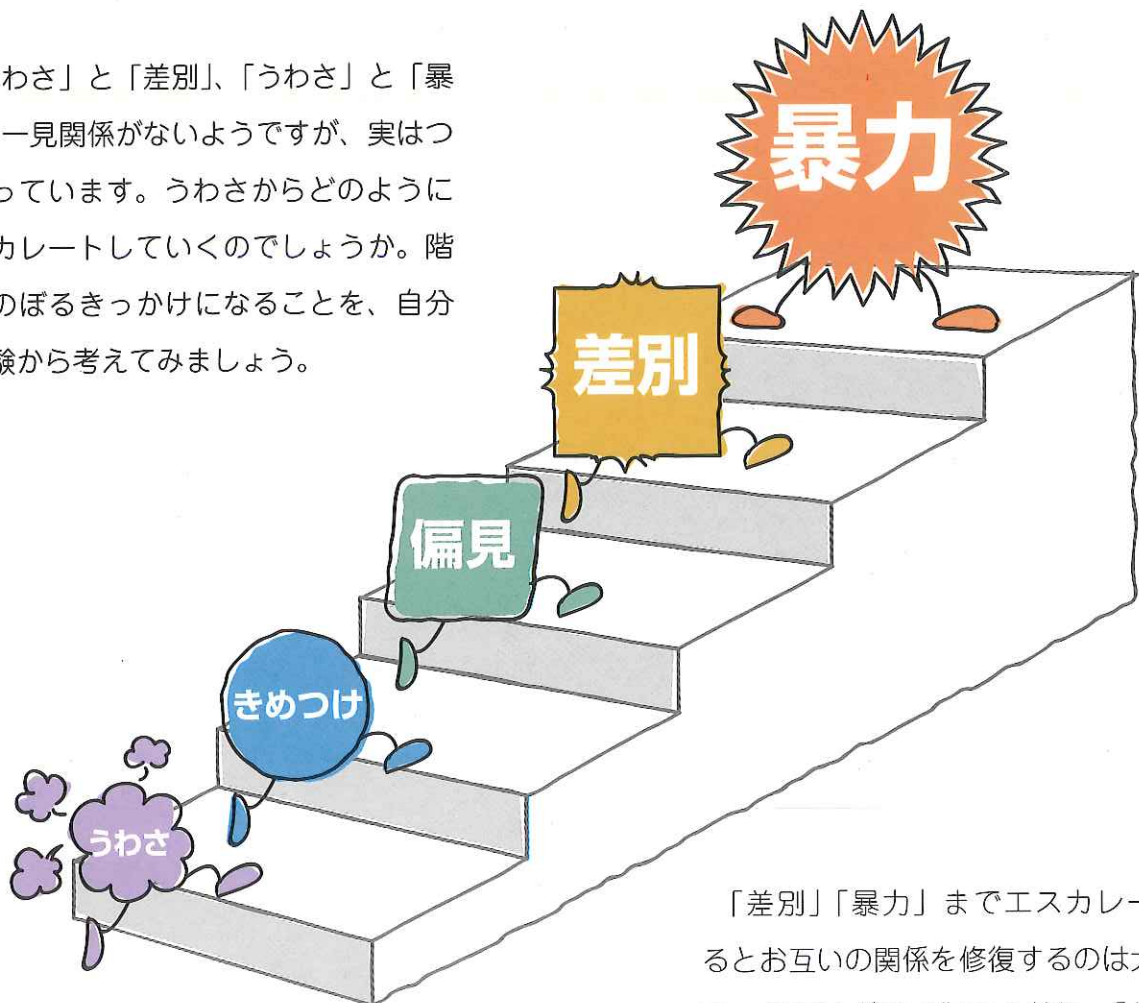 わさ」と「差別」、「うわさ」と「暴
一見関係がないようですが、実はつ
っています。うわさからどのように
カレートしていくのでしょうか。階
のぼるきっかけになることを、自分
験から考えてみましょう。
暴力
差別
偏見
きめつけ
うわさ
「差別」「暴力」までエスカレー
るとお互いの関係を修復するのは